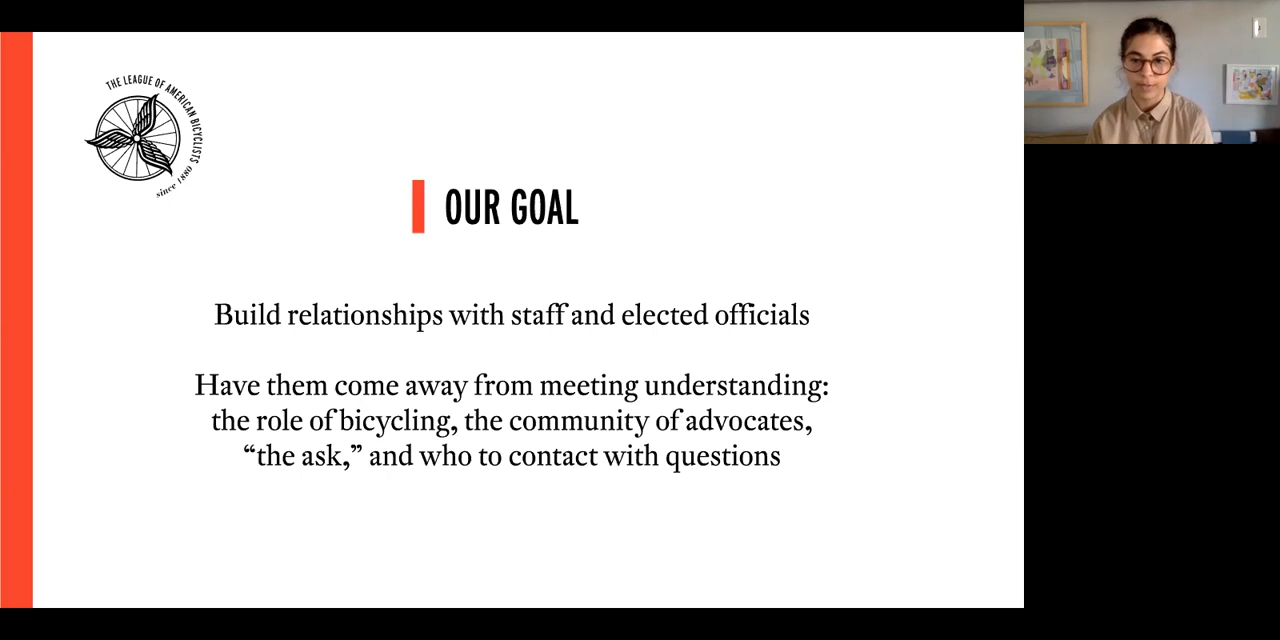 THE LEAGUE OF AMERICAN BICYCLISTS
since 1880
OUR GOAL
Build relationships with staff and elected officials
Have them come away from meeting understanding:
the role of bicycling, the community of advocates,
“the ask,” and who to contact with questions